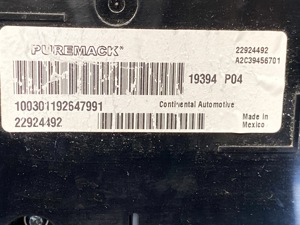 PUREMACK
22924492
A2C39456701
19394 P04
100301192647991
Continental Automotive
22924492
Made in
Mexico